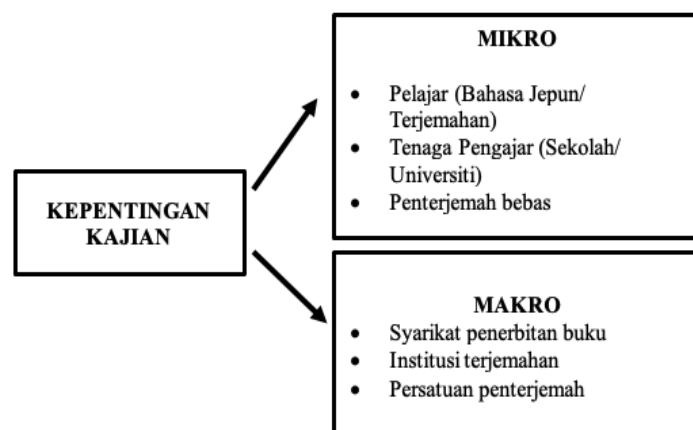 KEPENTINGAN
KAJIAN
MIKRO
• Pelajar (Bahasa Jepun/
Terjemahan)
• Tenaga Pengajar (Sekolah/
Universiti)
• Penterjemah bebas
MAKRO
• Syarikat penerbitan buku
• Institusi terjemahan
• Persatuan penterjemah